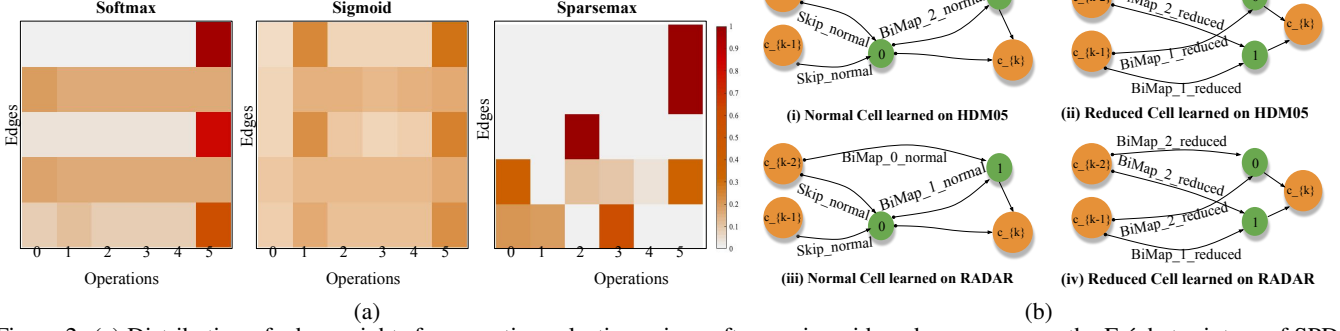 Softmax
Sigmoid
Sparsemax
Edges
Edges
Edges
0 1 2 3 4 5
0 1 2 3 4 5
0 1 2 3 4 5
Operations
Operations
Operations
1
0.9
0.8
0.7
0.6
0.5
0.4
0.3
0.2
0.1
0
(a)
c_{k-1}
Skip_normal
Skip_normal
BiMap_2_normal
0
c_{k}
(i) Normal Cell learned on HDM05
c_{k-1}
BiMap_2_reduced
BiMap_1_reduced
BiMap_1_reduced
1
c_{k}
(ii) Reduced Cell learned on HDM05
c_{k-2}
BiMap_0_normal
1
Skip_normal
BiMap_1_normal
c_{k-1}
0
Skip_normal
c_{k}
(iii) Normal Cell learned on RADAR
BiMap_2_reduced
c_{k-2}
BiMap_2_reduced
0
c_{k}
c_{k-1}
BiMap_2_reduced
1
BiMap_1_reduced
(iv) Reduced Cell learned on RADAR
(b)